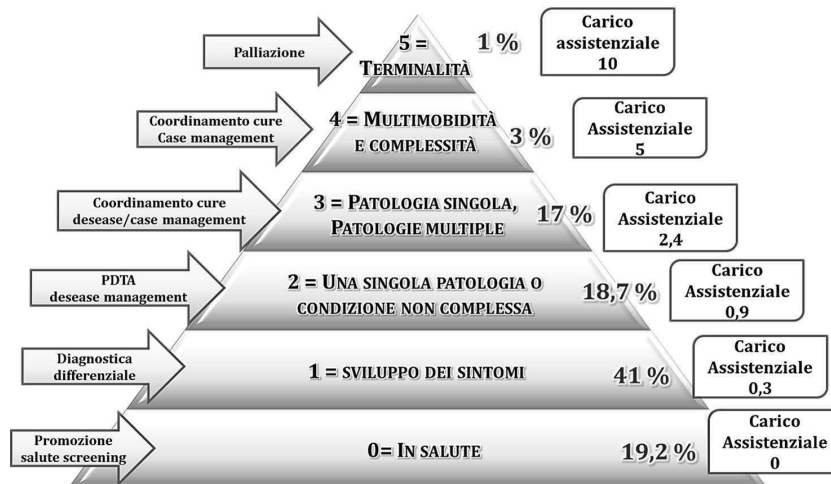 Palliazione
5 =
TERMINALITÀ
1 %
Carico
assistenziale
10
Coordinamento cure
Case management
4 = MULTIMOBIDITÀ
E COMPLESSITÀ
3 %
Carico
Assistenziale
5
Coordinamento cure
desease/case management
3 = PATOLOGIA SINGOLA,
PATOLOGIE MULTIPLE
17 %
Carico
Assistenziale
2,4
PDTA
desease management
2 = UNA SINGOLA PATOLOGIA O
CONDIZIONE NON COMPLESSA
18,7 %
Carico
Assistenziale
0,9
Diagnostica
differenziale
1 = SVILUPPO DEI SINTOMI
41 %
Carico
Assistenziale
0,3
Promozione
salute screening
0= IN SALUTE
19,2 %
Carico
Assistenziale
0